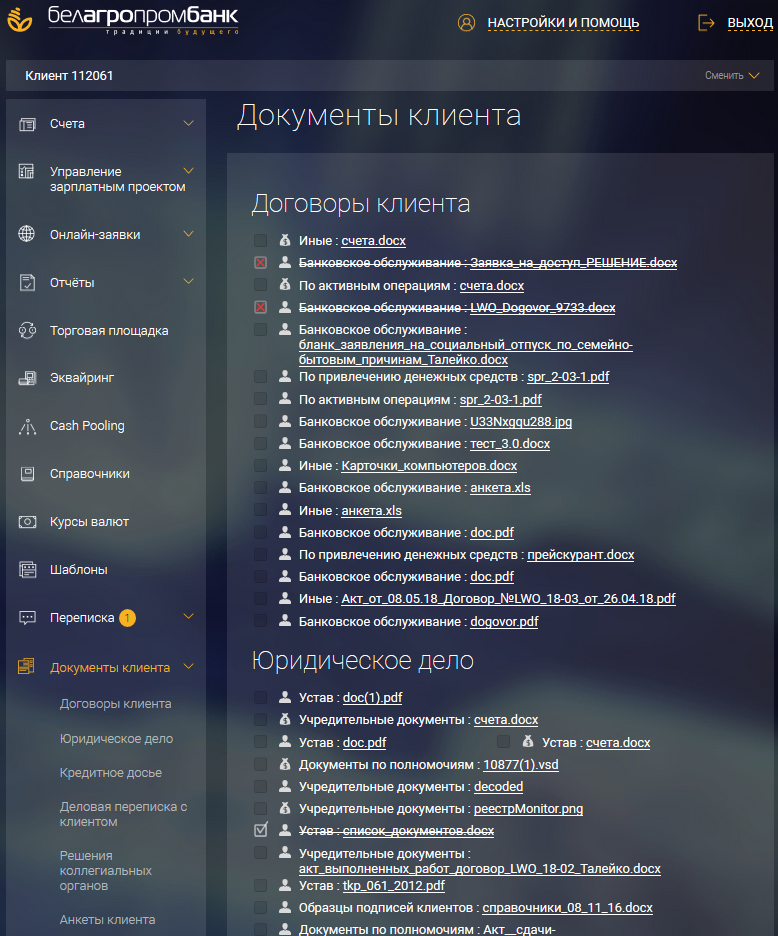 белагропромбанк
традиции будущего
НАСТРОЙКИ И ПОМОЩЬ
ВЫХОД
Клиент 112061
Сменить
Счета
Управление
зарплатным проектом
Онлайн-заявки
Отчёты
Торговая площадка
Эквайринг
Cash Pooling
Справочники
Курсы валют
Шаблоны
Переписка 1
Документы клиента
Договоры клиента
Юридическое дело
Кредитное досье
Деловая переписка с
клиентом
Решения
коллегиальных
органов
Анкеты клиента
Документы клиента
Договоры клиента
Иные : счета.docx
Банковское обслуживание : Заявка_на_доступ_РЕШЕНИЕ.docx
По активным операциям : счета.docx
Банковское обслуживание : LWO_Dogovor_9733.docx
Банковское обслуживание :
бланк_заявления_на_социальный_отпуск_по_семейно-
бытовым_причинам_Талейко.docx
По привлечению денежных средств : spr_2-03-1.pdf
По активным операциям : spr_2-03-1.pdf
Банковское обслуживание : U33Nxgqu288.jpg
Банковское обслуживание : тест_3.0.docx
Иные : Карточки_компьютеров.docx
Банковское обслуживание : анкета.xls
Иные : анкета.xls
Банковское обслуживание : doc.pdf
По привлечению денежных средств : прейскурант.docx
Банковское обслуживание : doc.pdf
Иные : Акт_от_08.05.18_Договор_№LWO_18-03_от_26.04.18.pdf
Банковское обслуживание : dogovor.pdf
Юридическое дело
Устав : doc(1).pdf
Учредительные документы : счета.docx
Устав : doc.pdf
Устав : счета.docx
Документы по полномочиям : 10877(1).vsd
Учредительные документы : decoded
Учредительные документы : реестрMonitor.png
Устав : список_документов.docx
Учредительные документы :
акт_выполненных_работ_договор_LWO_18-02_Талейко.docx
Устав : tkp_061_2012.pdf
Образцы подписей клиентов : справочники_08_11_16.docx
Документы по полномочиям : Акт__сдачи-